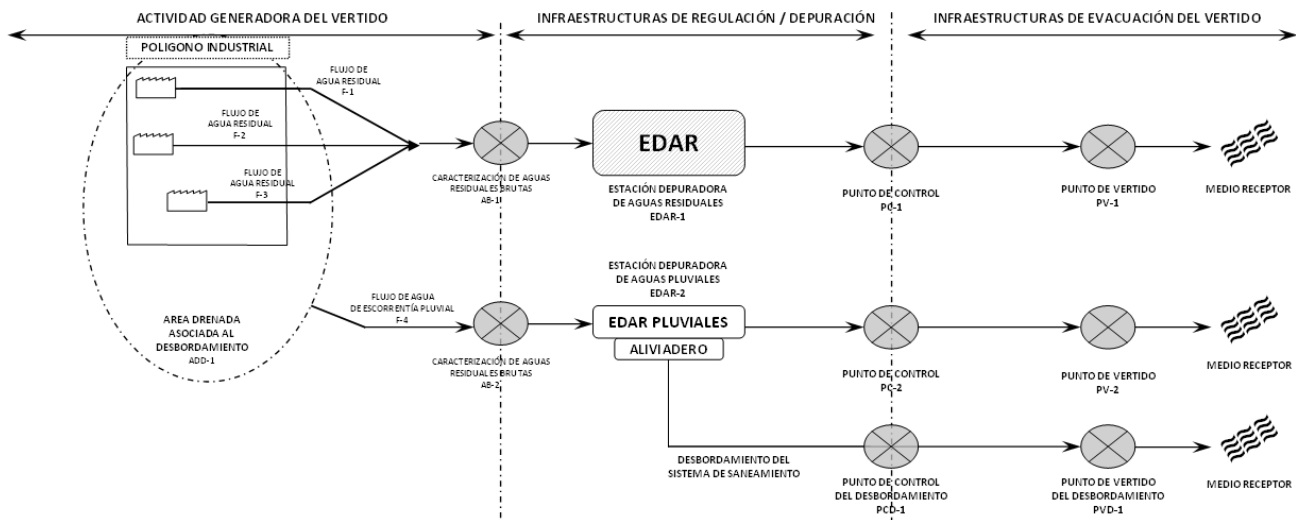 ACTIVIDAD GENERADORA DEL VERTIDO
INFRAESTRUCTURAS DE REGULACIÓN / DEPURACIÓN
INFRAESTRUCTURAS DE EVACUACIÓN DEL VERTIDO
POLIGONO INDUSTRIAL
FLUJO DE
AGUA RESIDUAL
F-1
FLUJO DE
AGUA RESIDUAL
F-2
FLUJO DE
AGUA RESIDUAL
F-3
CARACTERIZACIÓN DE AGUAS
RESIDUALES BRUTAS
AB-1
EDAR
ESTACIÓN DEPURADORA
DE AGUAS RESIDUALES
EDAR-1
PUNTO DE CONTROL
PC-1
PUNTO DE VERTIDO
PV-1
MEDIO RECEPTOR
AREA DRENADA
ASOCIADA AL
DESBORDAMIENTO
ADD-1
FLUJO DE AGUA
DE ESCORRENTÍA PLUVIAL
F-4
CARACTERIZACIÓN DE AGUAS
RESIDUALES BRUTAS
AB-2
ESTACIÓN DEPURADORA
DE AGUAS PLUVIALES
EDAR-2
EDAR PLUVIALES
ALIVIADERO
PUNTO DE CONTROL
PC-2
PUNTO DE VERTIDO
PV-2
MEDIO RECEPTOR
DESBORDAMIENTO DEL
SISTEMA DE SANEAMIENTO
PUNTO DE CONTROL
DEL DESBORDAMIENTO
PCD-1
PUNTO DE VERTIDO
DEL DESBORDAMIENTO
PVD-1
MEDIO RECEPTOR